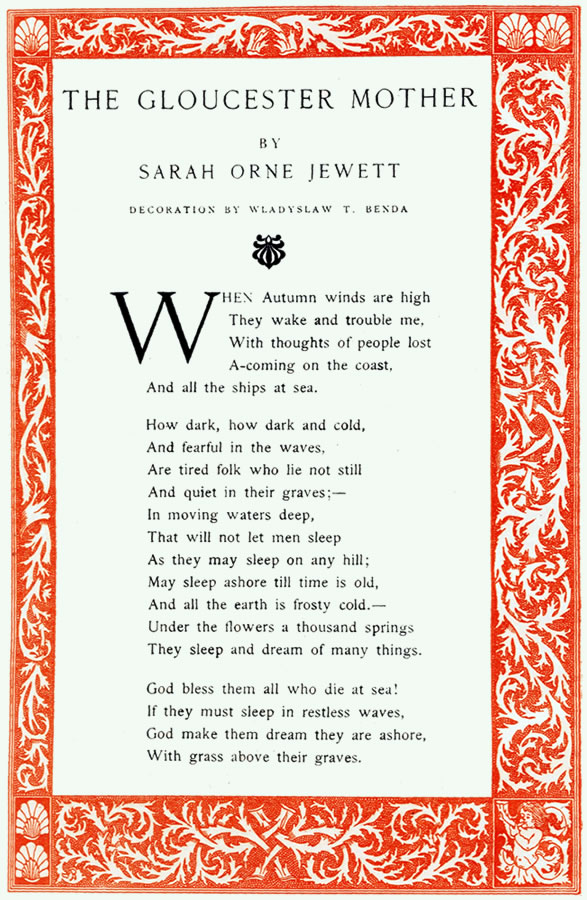 THE GLOUCESTER MOTHER
BY
SARAH ORNE JEWETT
DECORATION BY WLADYSLAW T. BENDA
WHEN Autumn winds are high
They wake and trouble me,
With thoughts of people lost
A-coming on the coast,
And all the ships at sea.
How dark, how dark and cold,
And fearful in the waves,
Are tired folk who lie not still
And quiet in their graves;—
In moving waters deep,
That will not let men sleep
As they may sleep on any hill;
May sleep ashore till time is old,
And all the earth is frosty cold.—
Under the flowers a thousand springs
They sleep and dream of many things.
God bless them all who die at sea!
If they must sleep in restless waves,
God make them dream they are ashore,
With grass above their graves.